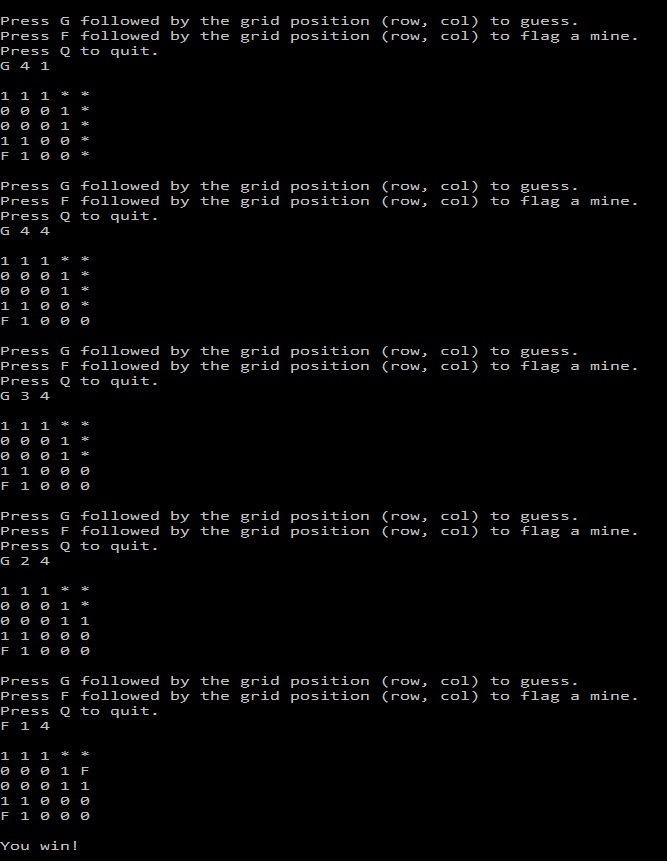 Press G followed by the grid position (row, col) to guess.
Press F followed by the grid position (row, col) to flag a mine.
Press Q to quit.
G 4 1
1 1 1 * *
0 0 0 1 *
0 0 0 1 *
1 1 0 0 *
F 1 0 0 *
Press G followed by the grid position (row, col) to guess.
Press F followed by the grid position (row, col) to flag a mine.
Press Q to quit.
G 4 4
1 1 1 * *
0 0 0 1 *
0 0 0 1 *
1 1 0 0 *
F 1 0 0 0
Press G followed by the grid position (row, col) to guess.
Press F followed by the grid position (row, col) to flag a mine.
Press Q to quit.
G 3 4
1 1 1 * *
0 0 0 1 *
0 0 0 1 *
1 1 0 0 0
F 1 0 0 0
Press G followed by the grid position (row, col) to guess.
Press F followed by the grid position (row, col) to flag a mine.
Press Q to quit.
G 2 4
1 1 1 * *
0 0 0 1 *
0 0 0 1 1
1 1 0 0 0
F 1 0 0 0
Press G followed by the grid position (row, col) to guess.
Press F followed by the grid position (row, col) to flag a mine.
Press Q to quit.
F 1 4
1 1 1 * *
0 0 0 1 F
0 0 0 1 1
1 1 0 0 0
F 1 0 0 0
You win!